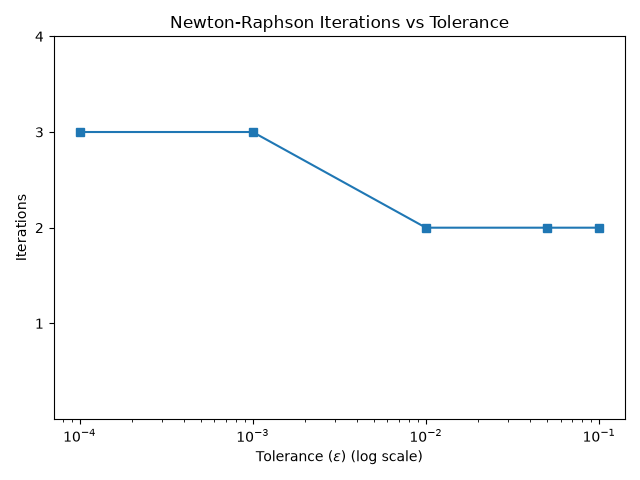 Newton-Raphson Iterations vs Tolerance
4
3
2
1
Iterations
10⁻⁴ 10⁻³ 10⁻² 10⁻¹
Tolerance (ε) (log scale)